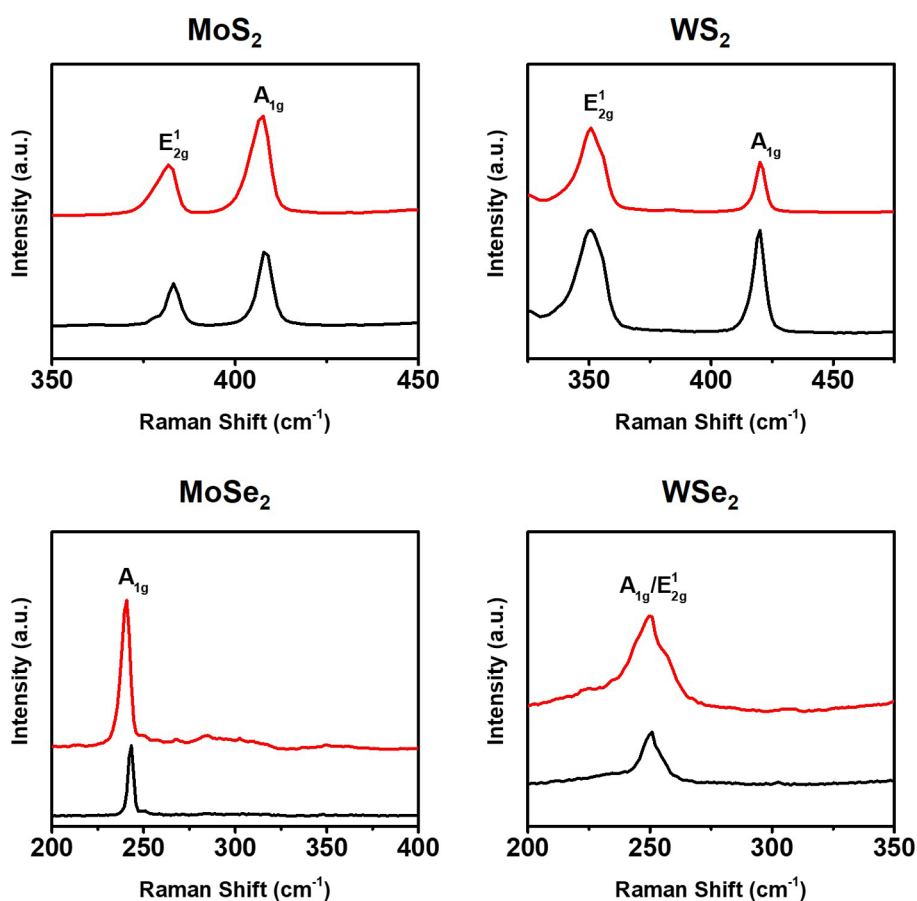 MoS₂
WS₂
Intensity (a.u.)
E¹₂g
A₁g
350 400 450
Raman Shift (cm⁻¹)
Intensity (a.u.)
E¹₂g
A₁g
350 400 450
Raman Shift (cm⁻¹)
MoSe₂
WSe₂
Intensity (a.u.)
A₁g
200 250 300 350 400
Raman Shift (cm⁻¹)
Intensity (a.u.)
A₁g/E¹₂g
200 250 300 350
Raman Shift (cm⁻¹)